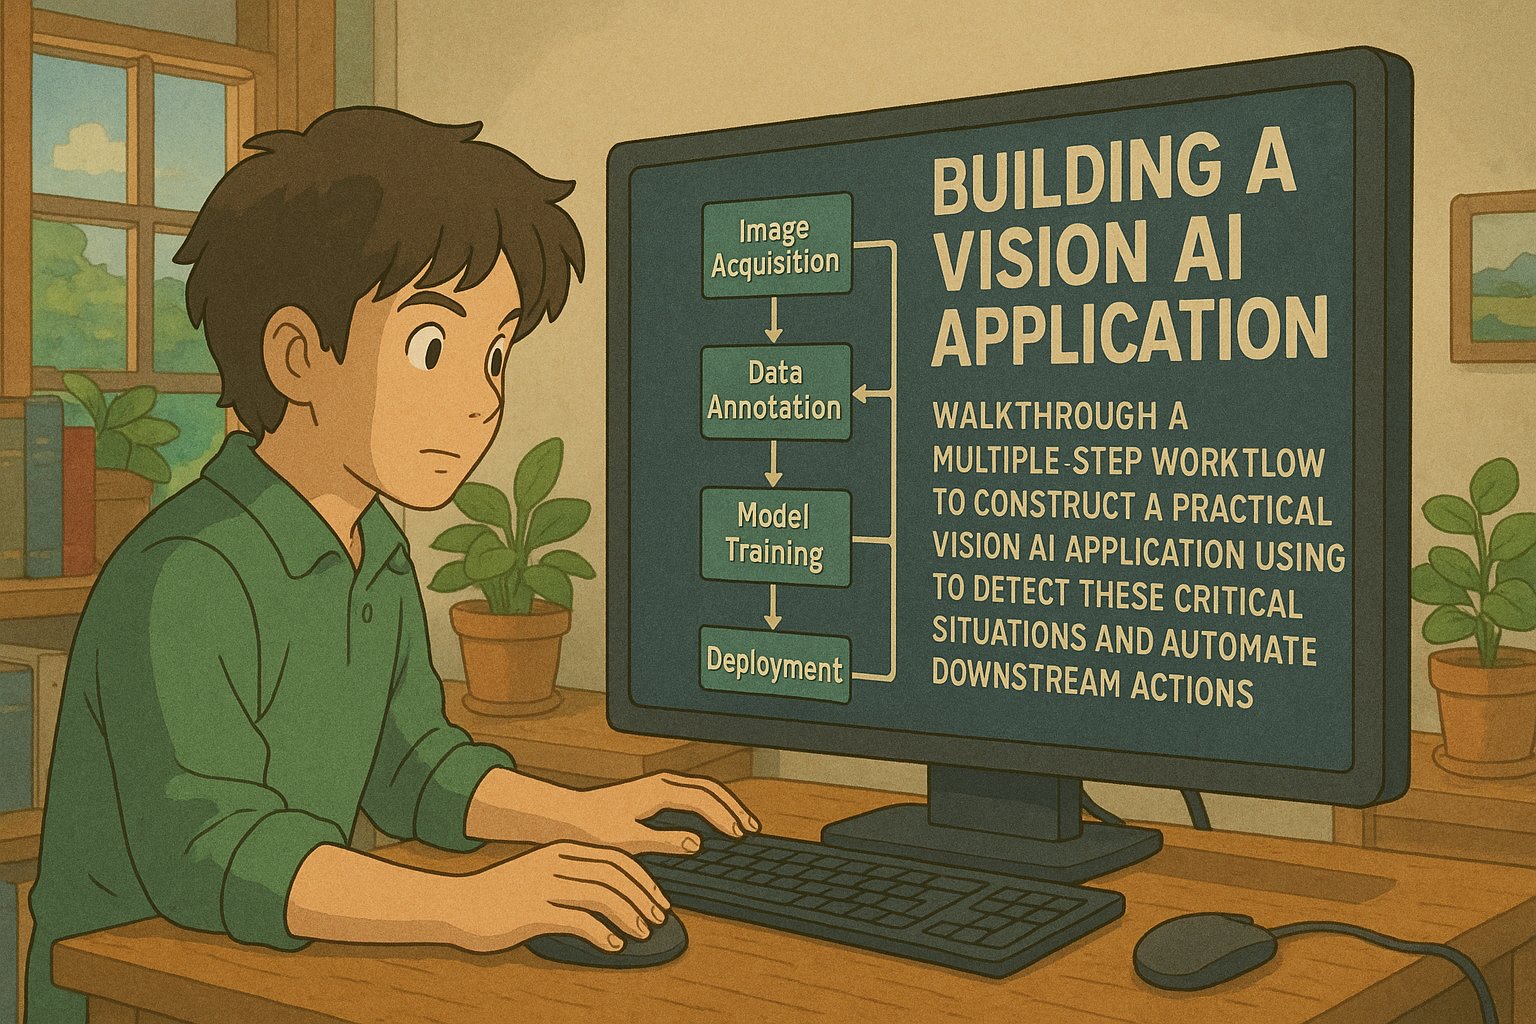 Image
Acquisition
Data
Annotation
Model
Training
Deployment
BUILDING A
VISION AI
APPLICATION
WALKTHROUGH A
MULTIPLE-STEP WORKTLOW
TO CONSTRUCT A PRACTICAL
VISION AI APPLICATION USING
TO DETECT THESE CRITICAL
SITUATIONS AND AUTOMATE
DOWNSTREAM ACTIONS